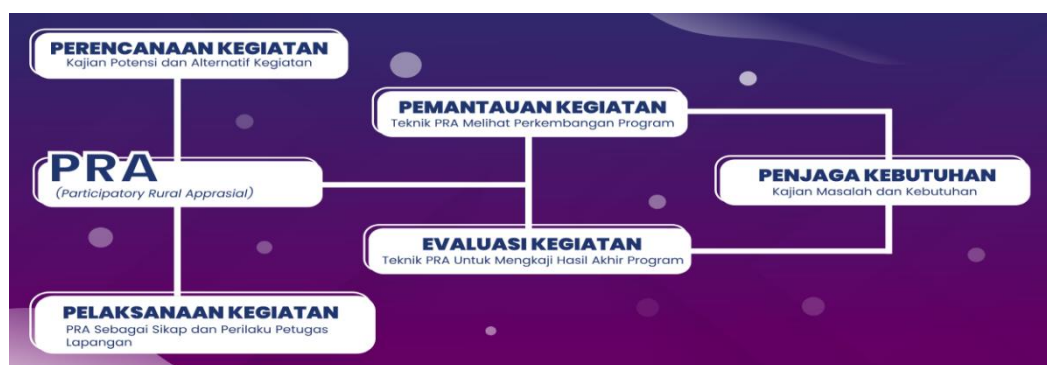 PERENCANAAN KEGIATAN
Kajian Potensi dan Alternatif Kegiatan
PEMANTAUAN KEGIATAN
Teknik PRA Melihat Perkembangan Program
PRA
(Participatory Rural Apprasial)
PENJAGA KEBUTUHAN
Kajian Masalah dan Kebutuhan
EVALUASI KEGIATAN
Teknik PRA Untuk Mengkaji Hasil Akhir Program
PELAKSANAAN KEGIATAN
PRA Sebagai Sikap dan Perilaku Petugas
Lapangan